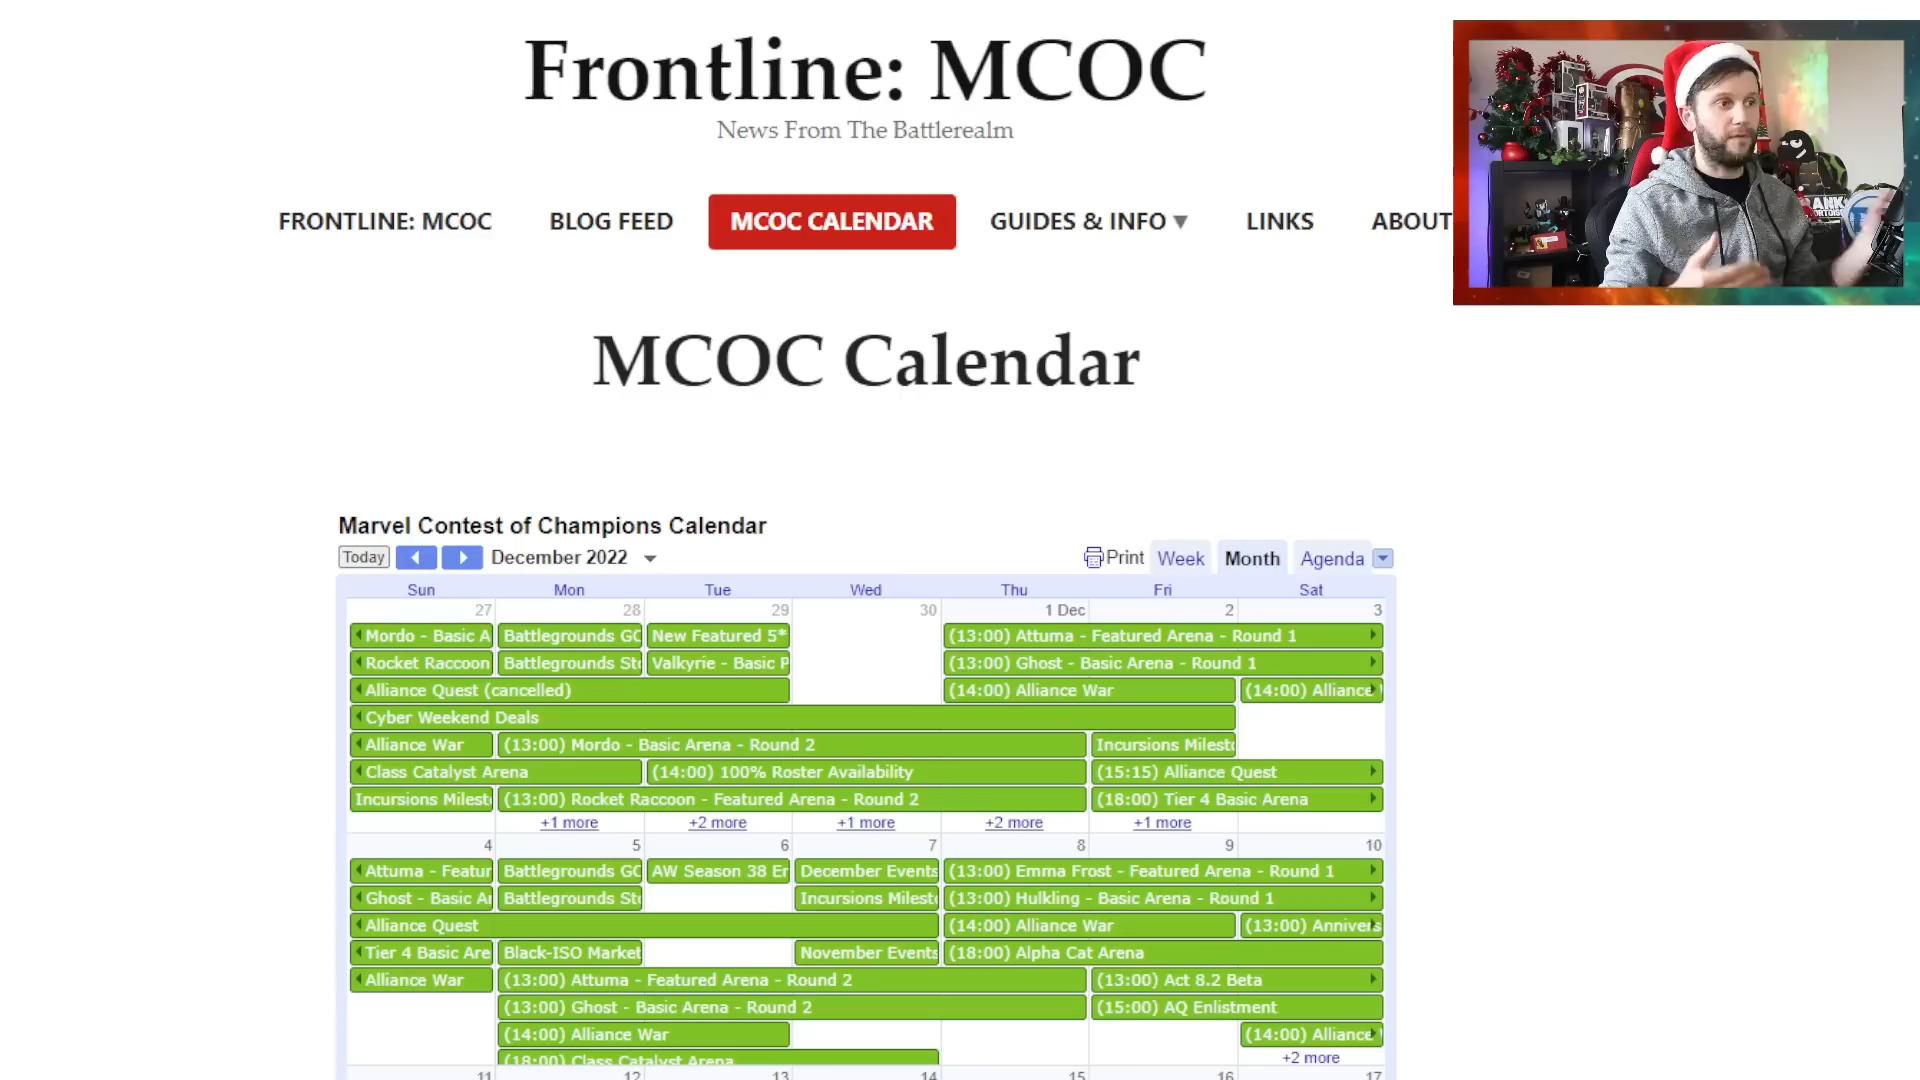 Frontline: MCOC
News From The Battlerealm
FRONTLINE: MCOC BLOG FEED MCOC CALENDAR GUIDES & INFO ▼ LINKS ABOUT
MCOC Calendar
Marvel Contest of Champions Calendar
Today December 2022 Print Week Month Agenda
Sun Mon Tue Wed Thu Fri Sat
27 28 29 30 1 Dec 2 3
Mordo - Basic A Battlegrounds GC New Featured 5* (13:00) Attuma - Featured Arena - Round 1
Rocket Raccoon Battlegrounds Sto Valkyrie - Basic P (13:00) Ghost - Basic Arena - Round 1
Alliance Quest (cancelled) (14:00) Alliance War (14:00) Alliance
Cyber Weekend Deals
Alliance War (13:00) Mordo - Basic Arena - Round 2 Incursions Milesto
Class Catalyst Arena (14:00) 100% Roster Availability (15:15) Alliance Quest
Incursions Milest (13:00) Rocket Raccoon - Featured Arena - Round 2 (18:00) Tier 4 Basic Arena
+1 more +2 more +1 more +2 more +1 more
4 5 6 7 8 9 10
Attuma - Featur Battlegrounds GC AW Season 38 Er December Events (13:00) Emma Frost - Featured Arena - Round 1
Ghost - Basic Ar Battlegrounds Sto Incursions Milest (13:00) Hulkling - Basic Arena - Round 1
Alliance Quest (14:00) Alliance War (13:00) Annivers
Tier 4 Basic Are Black-ISO Market November Events (18:00) Alpha Cat Arena
Alliance War (13:00) Attuma - Featured Arena - Round 2 (13:00) Act 8.2 Beta
(13:00) Ghost - Basic Arena - Round 2 (15:00) AQ Enlistment
(14:00) Alliance War (14:00) Alliance
(18:00) Class Catalyst Arena +2 more
11 12 13 14 15 16 17